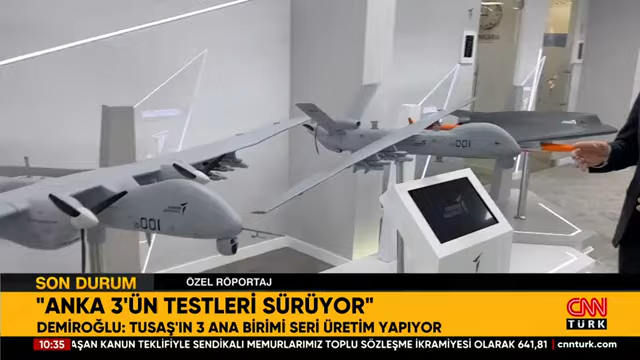 001
001
SON DURUM
ÖZEL RÖPORTAJ
"ANKA 3'ÜN TESTLERİ SÜRÜYOR"
DEMİROĞLU: TUSAŞ'IN 3 ANA BİRİMİ SERİ ÜRETİM YAPIYOR
CNN
TÜRK
10:35 AŞAN KANUN TEKLİFİYLE SENDİKALI MEMURLARIMIZ TOPLU SÖZLEŞME İKRAMİYESİ OLARAK 641,81 | cnnturk.com